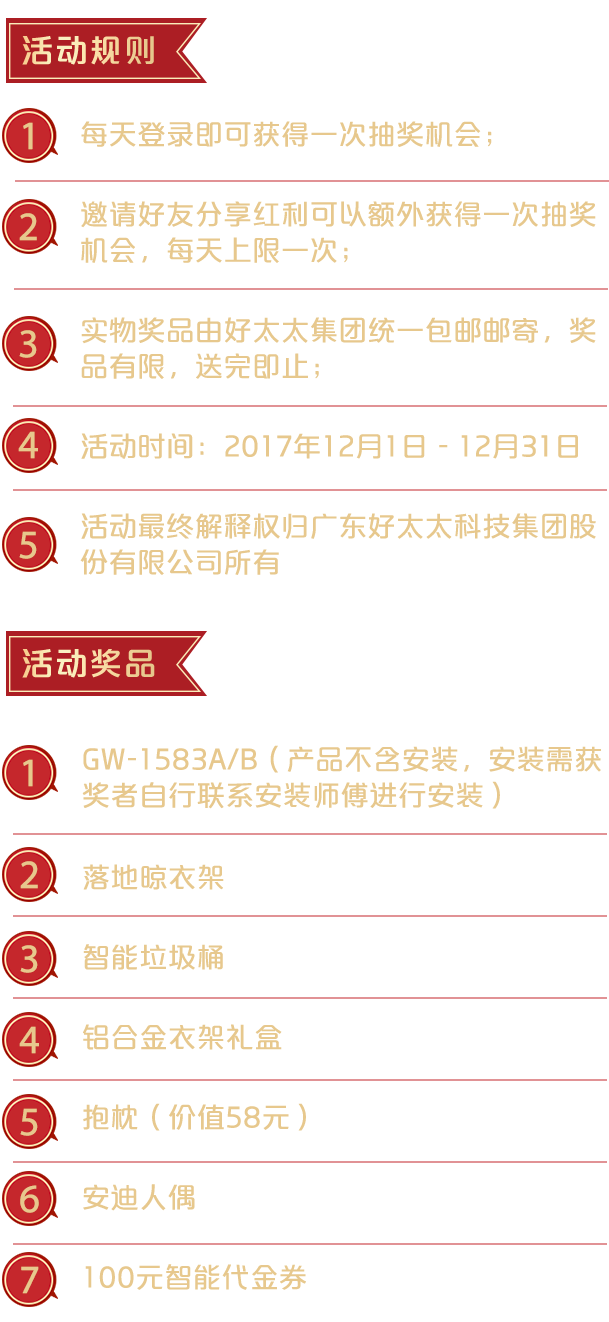 活动规则
1 每天登录即可获得一次抽奖机会；
2 邀请好友分享红利可以额外获得一次抽奖
机会，每天上限一次；
3 实物奖品由好太太集团统一包邮邮寄，奖
品有限，送完即止；
4 活动时间：2017年12月1日 - 12月31日
5 活动最终解释权归广东好太太科技集团股
份有限公司所有
活动奖品
1 GW-1583A/B（产品不含安装，安装需获
奖者自行联系安装师傅进行安装）
2 落地晾衣架
3 智能垃圾桶
4 铝合金衣架礼盒
5 抱枕（价值58元）
6 安迪人偶
7 100元智能代金券